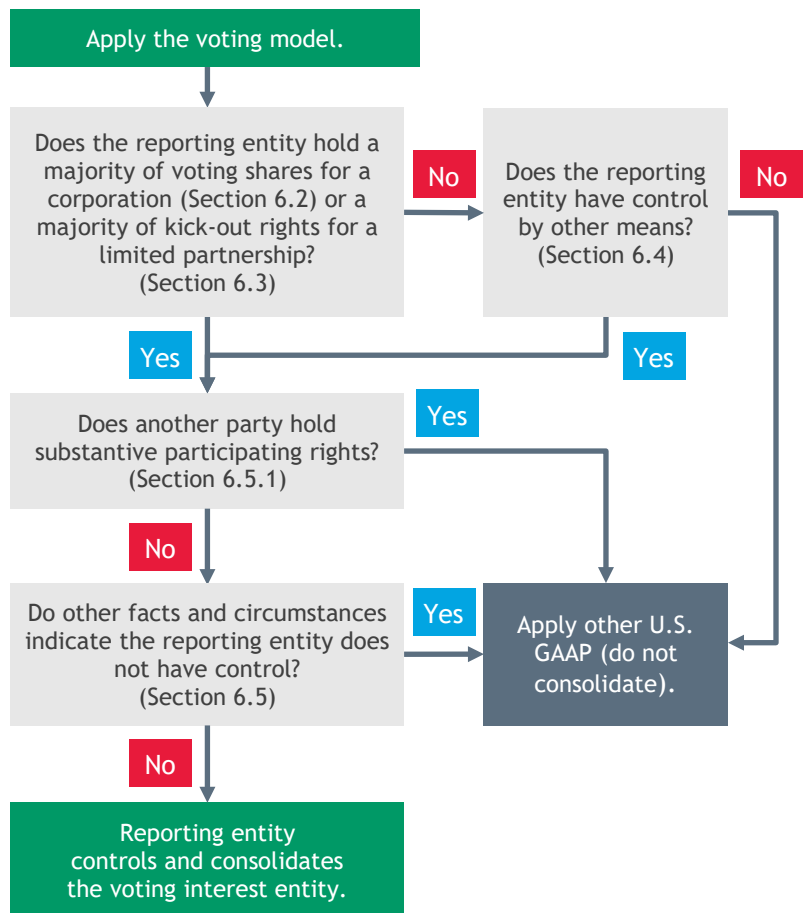 Apply the voting model.
Does the reporting entity hold a
majority of voting shares for a
corporation (Section 6.2) or a
majority of kick-out rights for a
limited partnership?
(Section 6.3)
No
Does the reporting
entity have control
by other means?
(Section 6.4)
No
Yes
Yes
Does another party hold
substantive participating rights?
(Section 6.5.1)
Yes
No
Do other facts and circumstances
indicate the reporting entity does
not have control?
(Section 6.5)
Yes
Apply other U.S.
GAAP (do not
consolidate).
No
Reporting entity
controls and consolidates
the voting interest entity.